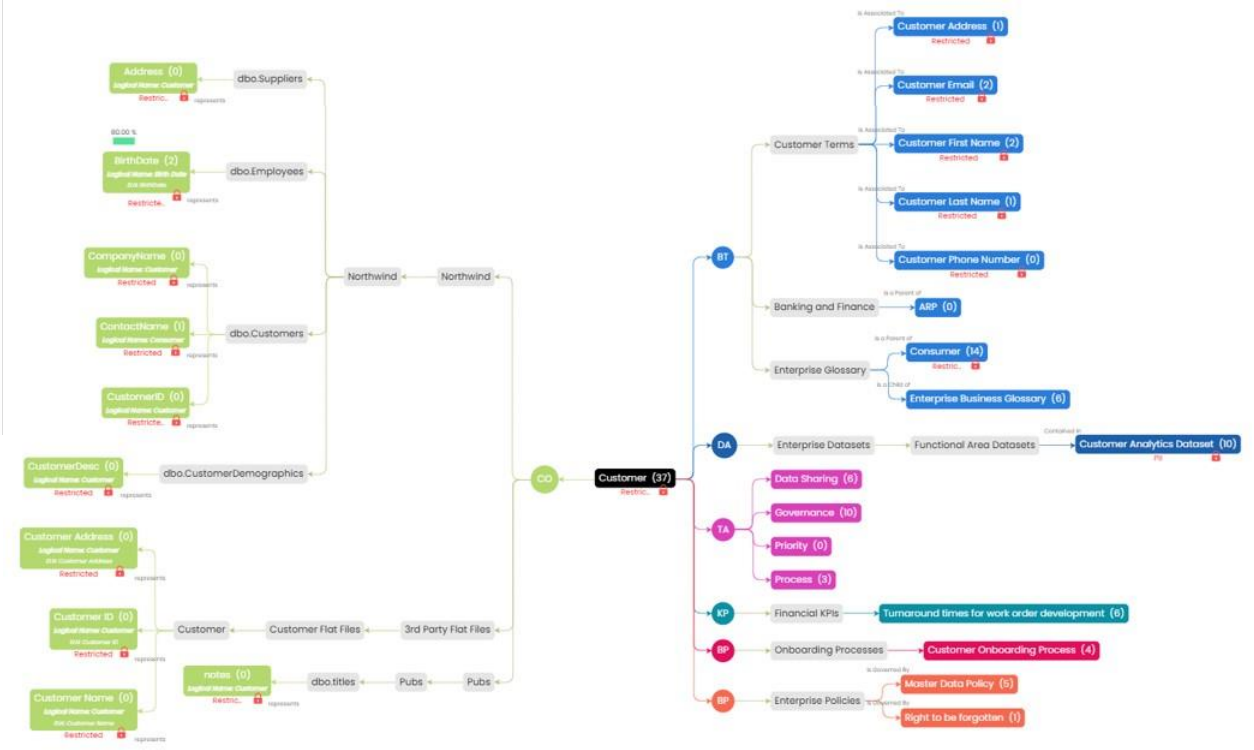 Address (0)
Logical Name: Customer
Restric..
represents
dbo.Suppliers
60.00 %
BirthDate (2)
Logical Name: Birth Date
Restricte..
represents
dbo.Employees
CompanyName (0)
Logical Name: Customer
Restricted
ContactName (1)
Logical Name: Consumer
Restricted
represents
dbo.Customers
CustomerID (0)
Logical Name: Customer
Restricte..
represents
Northwind
Northwind
CustomerDesc (0)
Logical Name: Customer
Restricted
represents
dbo.CustomerDemographics
Customer Address (0)
Logical Name: Customer
Restricted
represents
Customer ID (0)
Logical Name: Customer
Restricted
represents
Customer
Customer Flat Files
3rd Party Flat Files
Customer Name (0)
Logical Name: Customer
Restricted
represents
notes (0)
Logical Name: Customer
Restric..
represents
dbo.titles
Pubs
Pubs
CO
Customer (37)
Restric..
BT
Customer Terms
Is Associated To
Customer Address (1)
Restricted
Is Associated To
Customer Email (2)
Restricted
Is Associated To
Customer First Name (2)
Restricted
Is Associated To
Customer Last Name (1)
Restricted
Is Associated To
Customer Phone Number (0)
Restricted
Banking and Finance
Is a Parent of
ARP (0)
Enterprise Glossary
Is a Parent of
Consumer (14)
Restric..
Is a Child of
Enterprise Business Glossary (6)
DA
Enterprise Datasets
Functional Area Datasets
Contained in
Customer Analytics Dataset (10)
PII
TA
Data Sharing (6)
Governance (10)
Priority (0)
Process (3)
KP
Financial KPIs
Turnaround times for work order development (6)
BP
Onboarding Processes
Customer Onboarding Process (4)
BP
Enterprise Policies
Is Governed By
Master Data Policy (5)
Is Governed By
Right to be forgotten (1)